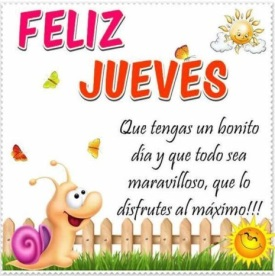 FELIZ
JUEVES
Que tengas un bonito
día y que todo sea
maravilloso, que lo
disfrutes al máximo!!!